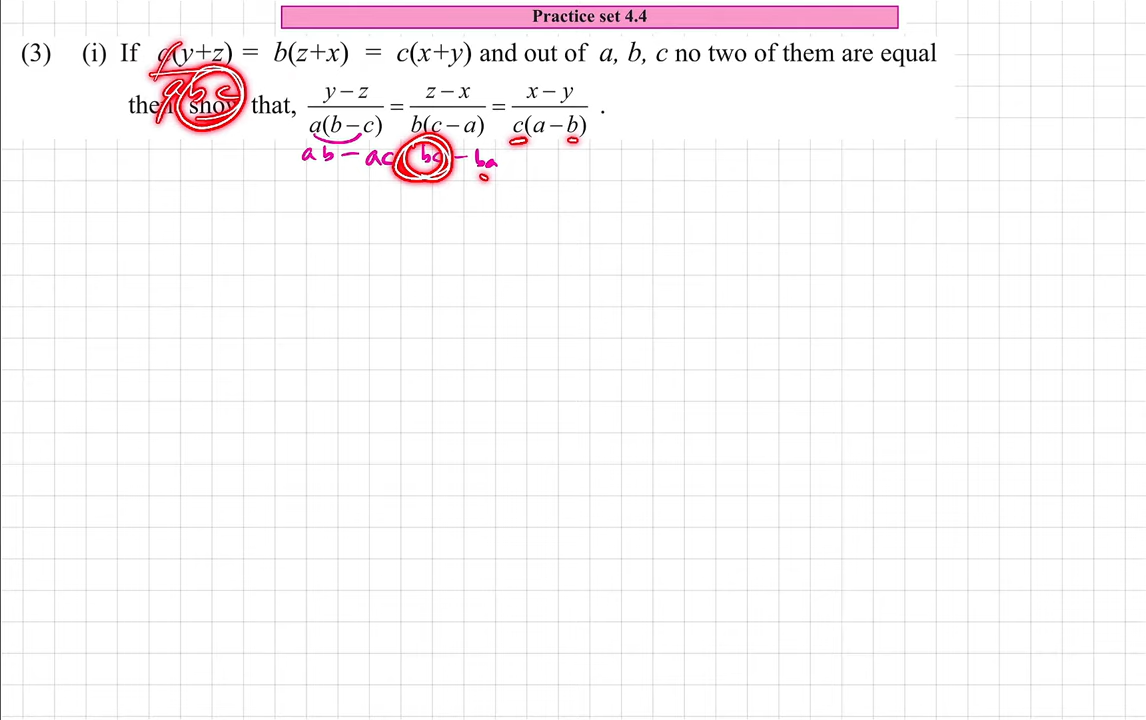 Practice set 4.4
(3) (i) If a(y+z) = b(z+x) = c(x+y) and out of a, b, c no two of them are equal
then show that, y−z / a(b−c) = z−x / b(c−a) = x−y / c(a−b) .
abc
ab − ac bc − ba